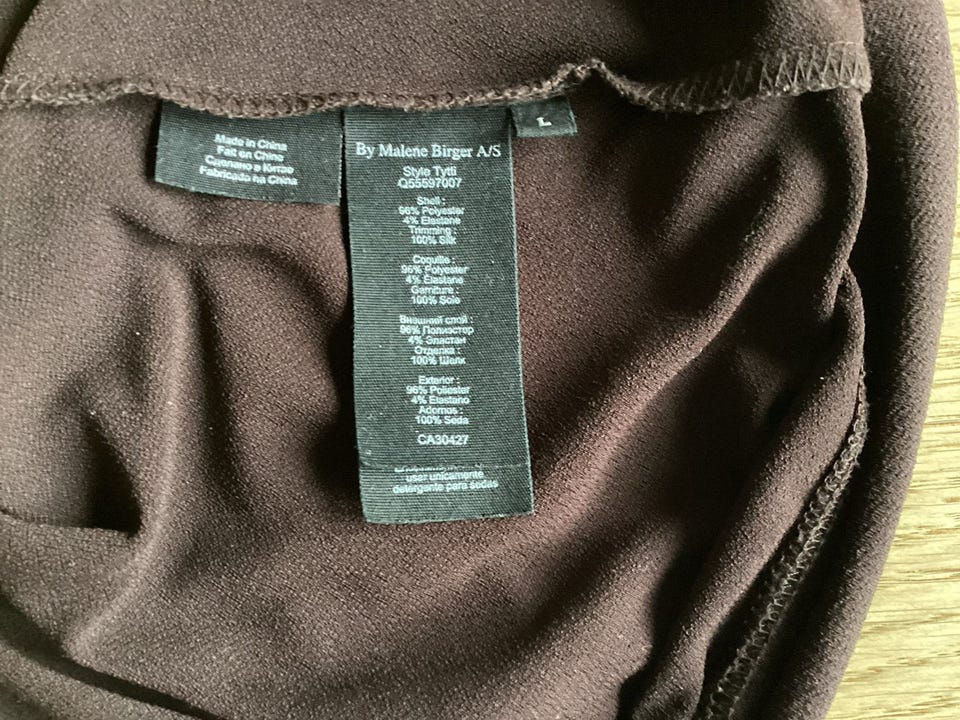 Made in China
Fait en Chine
Сделано в Китае
Fabricado na China
L
By Malene Birger A/S
Style Tytti
Q55597007
Shell :
96% Polyester
4% Elastane
Trimming :
100% Silk
Coquille :
96% Polyester
4% Elastane
Garniture :
100% Soie
Внешний слой :
96% Полиэстер
4% Эластан
Отделка :
100% Шелк
Exterior :
96% Poliester
4% Elastano
Adornos :
100% Seda
CA30427
usar unicamente
detergente para sedas